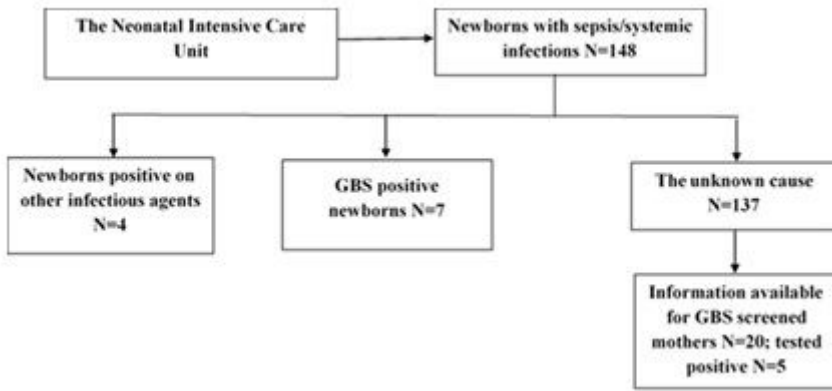 The Neonatal Intensive Care
Unit
Newborns with sepsis/systemic
infections N=148
Newborns positive on
other infectious agents
N=4
GBS positive
newborns N=7
The unknown cause
N=137
Information available
for GBS screened
mothers N=20; tested
positive N=5